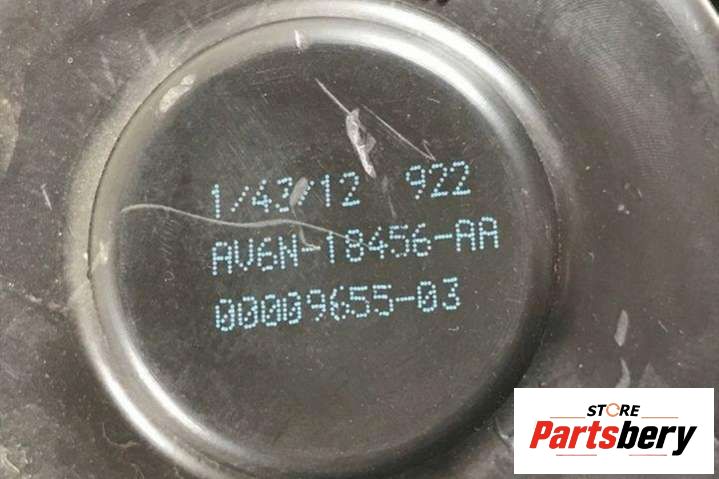 1/43/12 922
AV6N-18456-AA
00009655-03
STORE
Partsbery